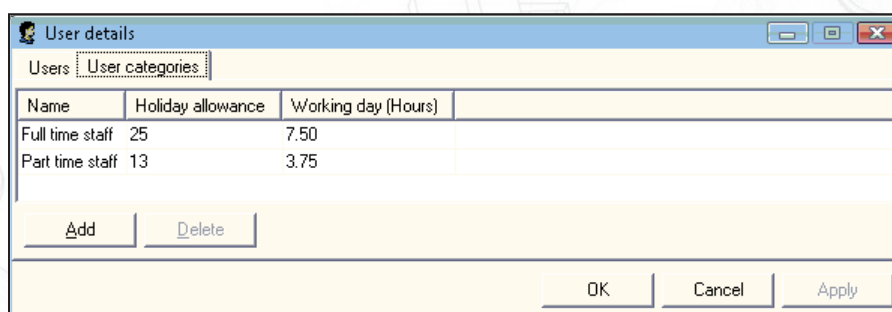 User details
Users User categories
Name Holiday allowance Working day (Hours)
Full time staff 25 7.50
Part time staff 13 3.75
Add Delete
OK Cancel Apply